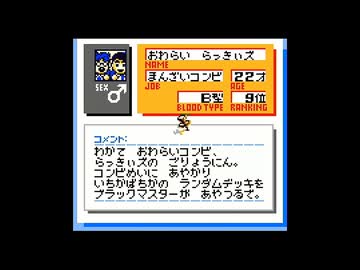 おわらい らっきぃズ
NAME
SEX
まんざいコンビ
22才
JOB
AGE
B型
9位
BLOOD TYPE
RANKING
コメント:
わかて おわらいコンビ、
らっきぃズの ごりょうにん。
コンビめいに あやかり
いちかばちかの ランダムデッキを
ブラックマスターが あやつるで。